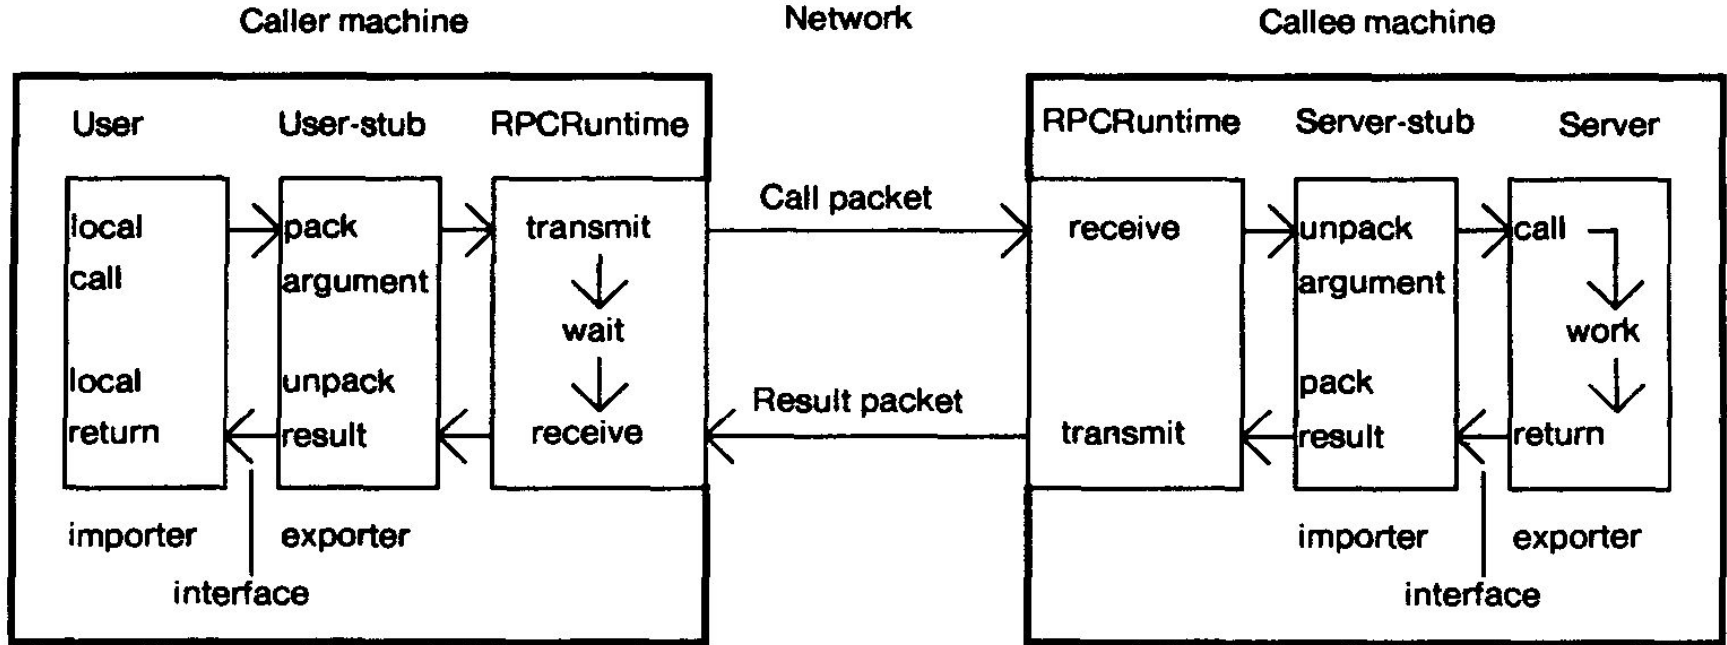 Caller machine Network Callee machine
User User-stub RPCRuntime RPCRuntime Server-stub Server
Call packet
local pack transmit receive unpack call
call argument argument
wait work
local unpack pack
Result packet
return result receive transmit result return
importer exporter importer exporter
interface interface